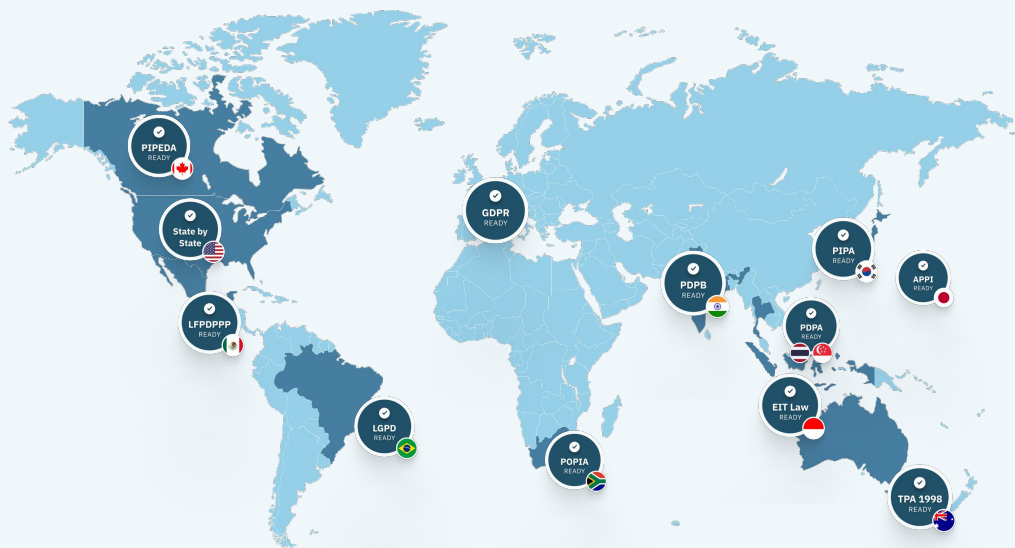 PIPEDA
READY
State by
State
LFPDPPP
READY
LGPD
READY
GDPR
READY
POPIA
READY
PDPB
READY
PIPA
READY
APPI
READY
PDPA
READY
EIT Law
READY
TPA 1998
READY